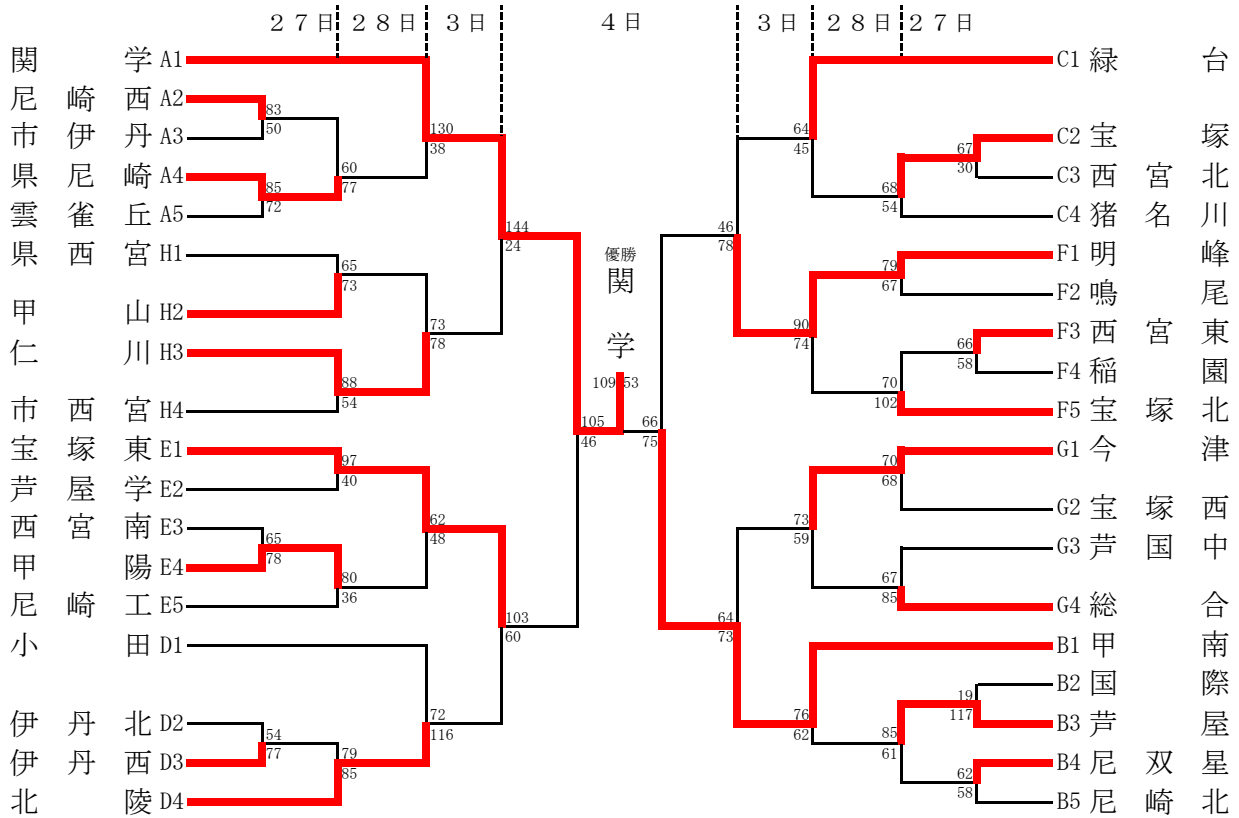 ２７日 ２８日 ３日 ４日 ３日 ２８日 ２７日
関学 A1
尼崎西 A2
83
市伊丹 A3
50
130
38
県尼崎 A4
60
77
85
雲雀丘 A5
72
144
24
県西宮 H1
65
73
甲山 H2
73
78
仁川 H3
88
54
市西宮 H4
105
46
宝塚東 E1
97
40
芦屋学 E2
西宮南 E3
62
48
65
78
甲陽 E4
80
36
尼崎工 E5
103
60
小田 D1
伊丹北 D2
72
116
54
77
伊丹西 D3
79
85
北陵 D4
優勝
関
学
109 53
C1 緑台
64
45
C2 宝塚
67
30
C3 西宮北
68
54
C4 猪名川
46
78
F1 明峰
79
67
F2 鳴尾
90
74
F3 西宮東
66
58
F4 稲園
70
102
F5 宝塚北
66
75
G1 今津
70
68
G2 宝塚西
73
59
G3 芦国中
67
85
G4 総合
64
73
B1 甲南
B2 国際
19
117
B3 芦屋
76
62
85
61
B4 尼双星
62
58
B5 尼崎北